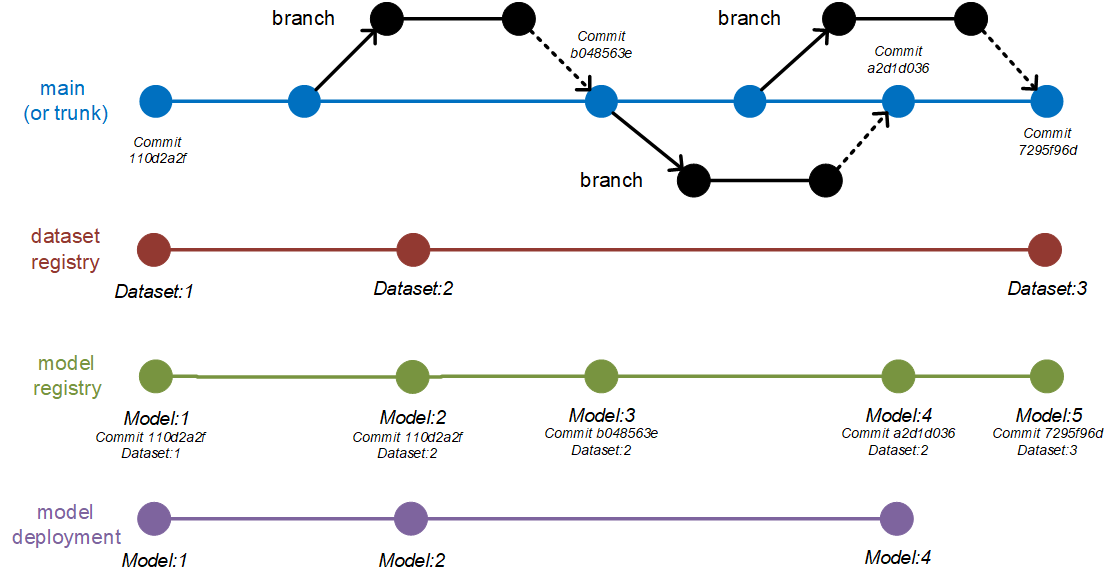 branch
branch
Commit
b048563e
Commit
a2d1d036
main
(or trunk)
Commit
110d2a2f
Commit
7295f96d
branch
dataset
registry
Dataset:1
Dataset:2
Dataset:3
model
registry
Model:1
Commit 110d2a2f
Dataset:1
Model:2
Commit 110d2a2f
Dataset:2
Model:3
Commit b048563e
Dataset:2
Model:4
Commit a2d1d036
Dataset:2
Model:5
Commit 7295f96d
Dataset:3
model
deployment
Model:1
Model:2
Model:4